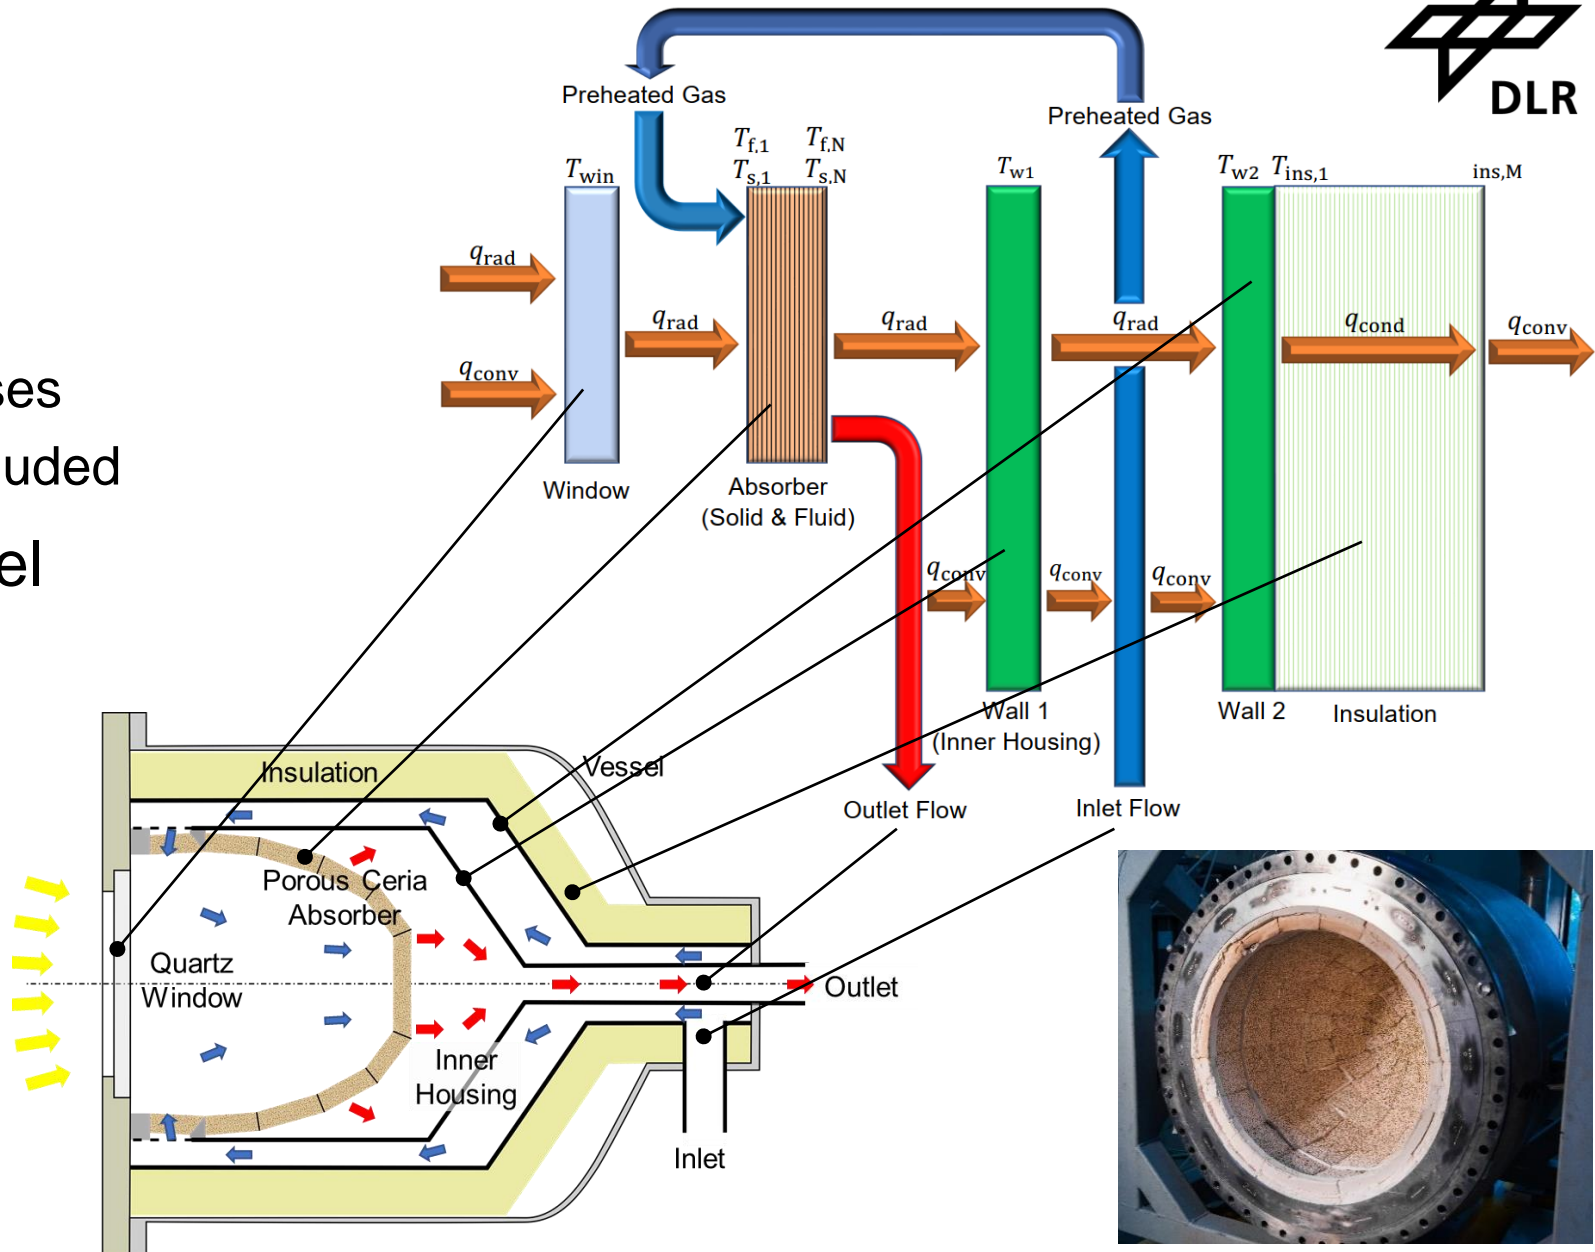 DLR
Preheated Gas
Preheated Gas
T_f,1 T_f,N
T_win T_s,1 T_s,N T_w1 T_w2 T_ins,1 ins,M
q_rad
q_rad q_rad q_rad q_cond q_conv
q_conv
ses
uded
el
Window
Absorber
(Solid & Fluid)
q_conv q_conv q_conv
Wall 1
(Inner Housing)
Wall 2
Insulation
Outlet Flow
Inlet Flow
Insulation
Vessel
Porous Ceria
Absorber
Quartz
Window
Outlet
Inner
Housing
Inlet